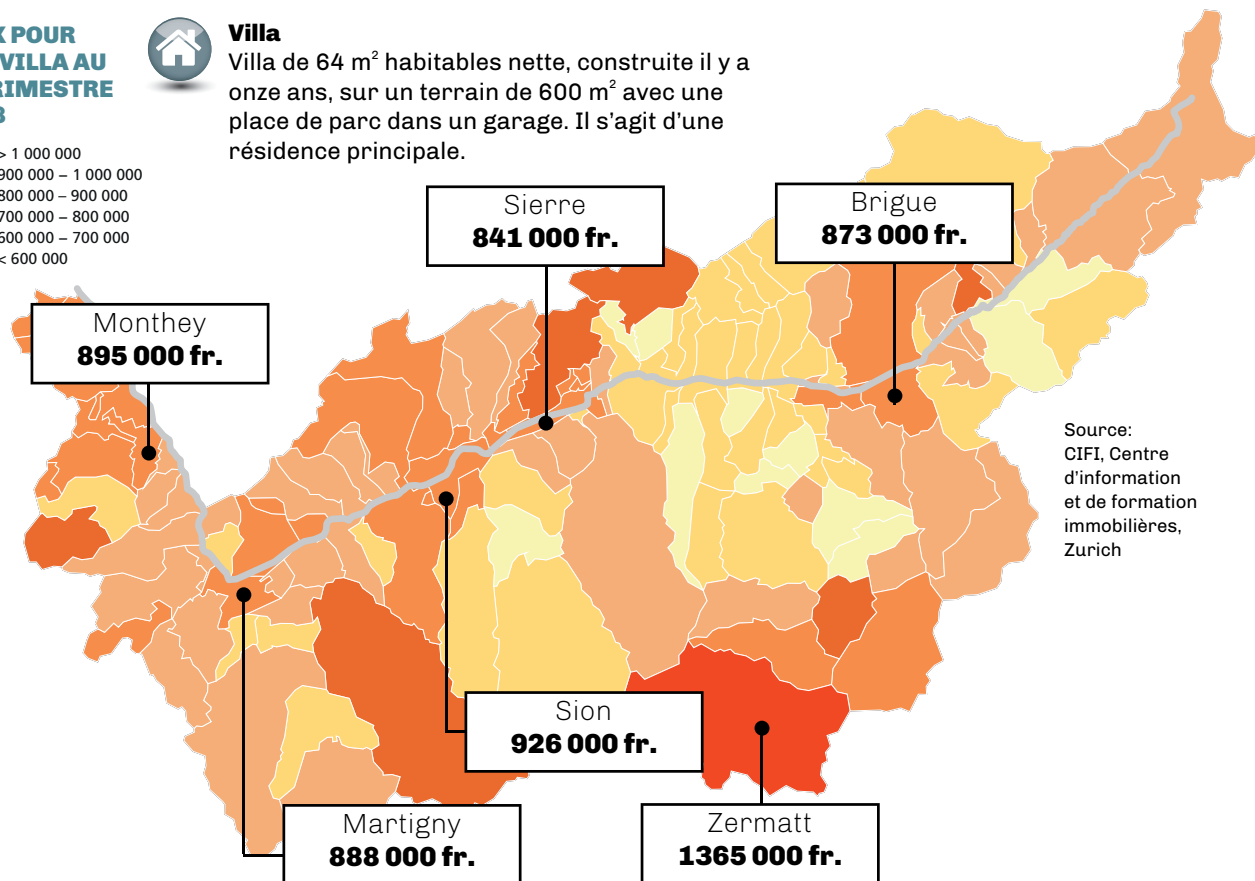 X POUR
VILLA AU
RIMESTRE
3
> 1 000 000
900 000 – 1 000 000
800 000 – 900 000
700 000 – 800 000
600 000 – 700 000
< 600 000
Villa
Villa de 64 m² habitables nette, construite il y a
onze ans, sur un terrain de 600 m² avec une
place de parc dans un garage. Il s’agit d’une
résidence principale.
Sierre
841 000 fr.
Brigue
873 000 fr.
Monthey
895 000 fr.
Source:
CIFI, Centre
d’information
et de formation
immobilières,
Zurich
Sion
926 000 fr.
Martigny
888 000 fr.
Zermatt
1365 000 fr.